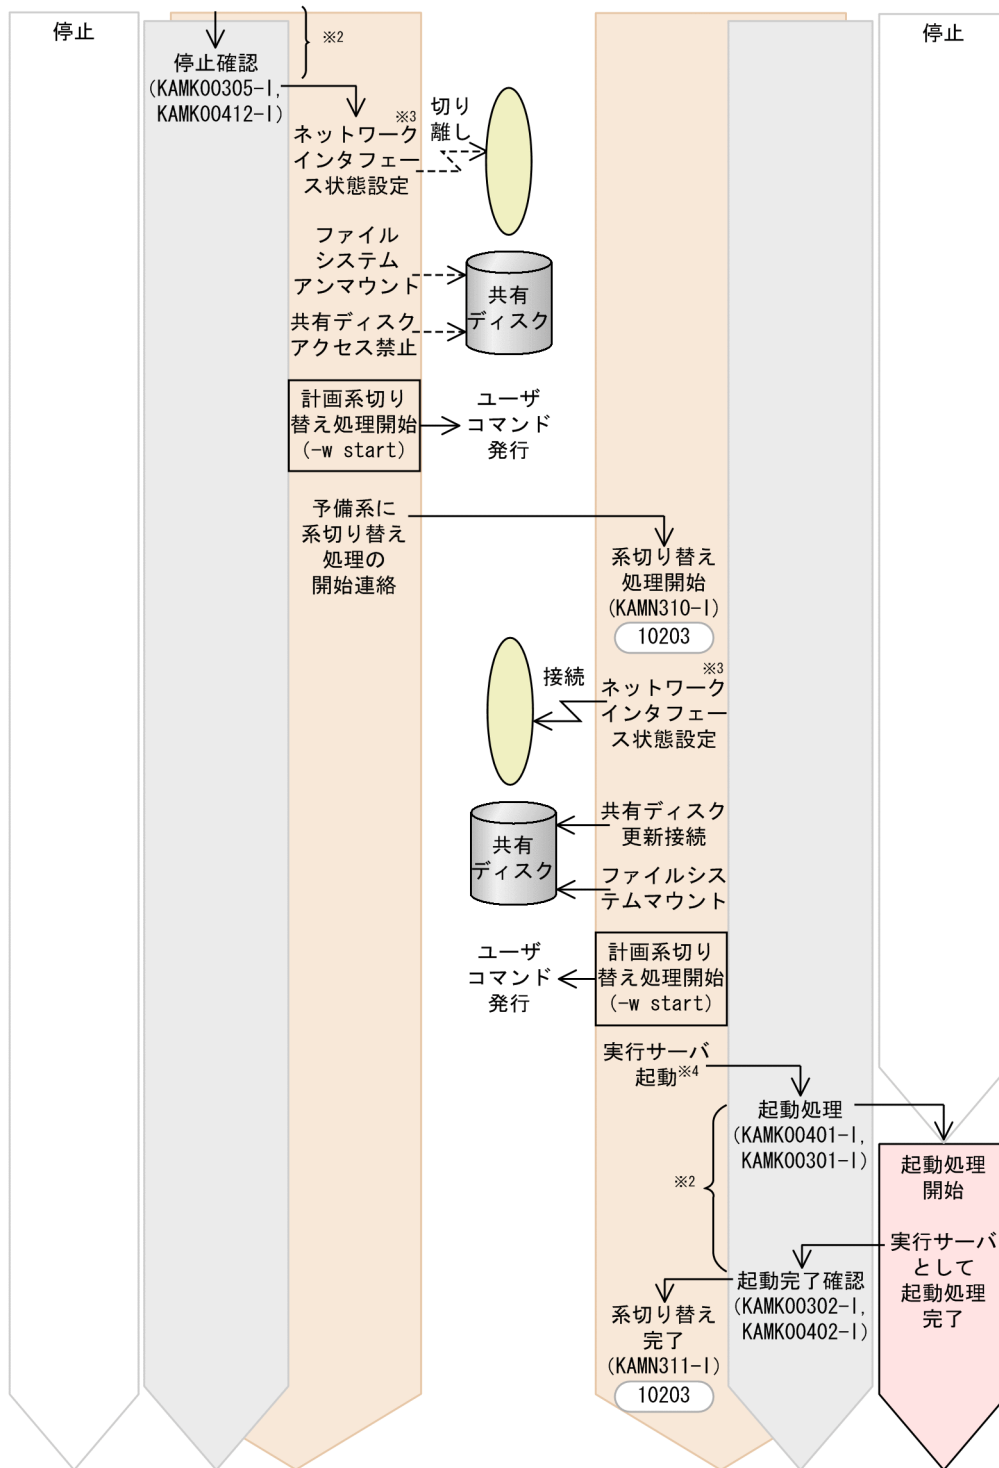 停止
停止
※2
停止確認
(KAMK00305-I,
KAMK00412-I)
※3
ネットワーク
インタフェー
ス状態設定
切り
離し
ファイル
システム
アンマウント
共有ディスク
アクセス禁止
共有
ディスク
計画系切り
替え処理開始
(-w start)
ユーザ
コマンド
発行
予備系に
系切り替え
処理の
開始連絡
系切り替え
処理開始
(KAMN310-I)
10203
接続
※3
ネットワーク
インタフェー
ス状態設定
共有ディスク
更新接続
共有
ディスク
ファイルシス
テムマウント
ユーザ
コマンド
発行
計画系切り
替え処理開始
(-w start)
実行サーバ
起動※4
起動処理
(KAMK00401-I,
KAMK00301-I)
起動処理
開始
※2
実行サーバ
として
起動処理
完了
起動完了確認
(KAMK00302-I,
KAMK00402-I)
系切り替え
完了
(KAMN311-I)
10203